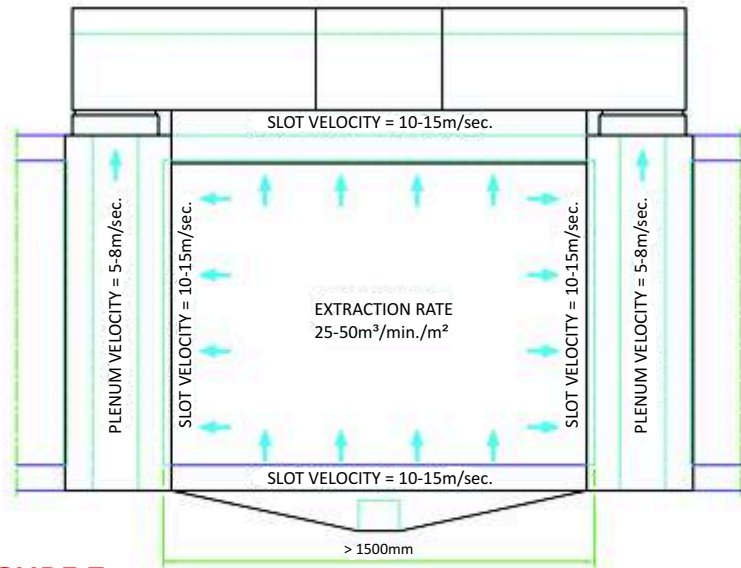 SLOT VELOCITY = 10-15m/sec.
PLENUM VELOCITY = 5-8m/sec.
SLOT VELOCITY = 10-15m/sec.
EXTRACTION RATE
25-50m³/min./m²
SLOT VELOCITY = 10-15m/sec.
PLENUM VELOCITY = 5-8m/sec.
SLOT VELOCITY = 10-15m/sec.
> 1500mm